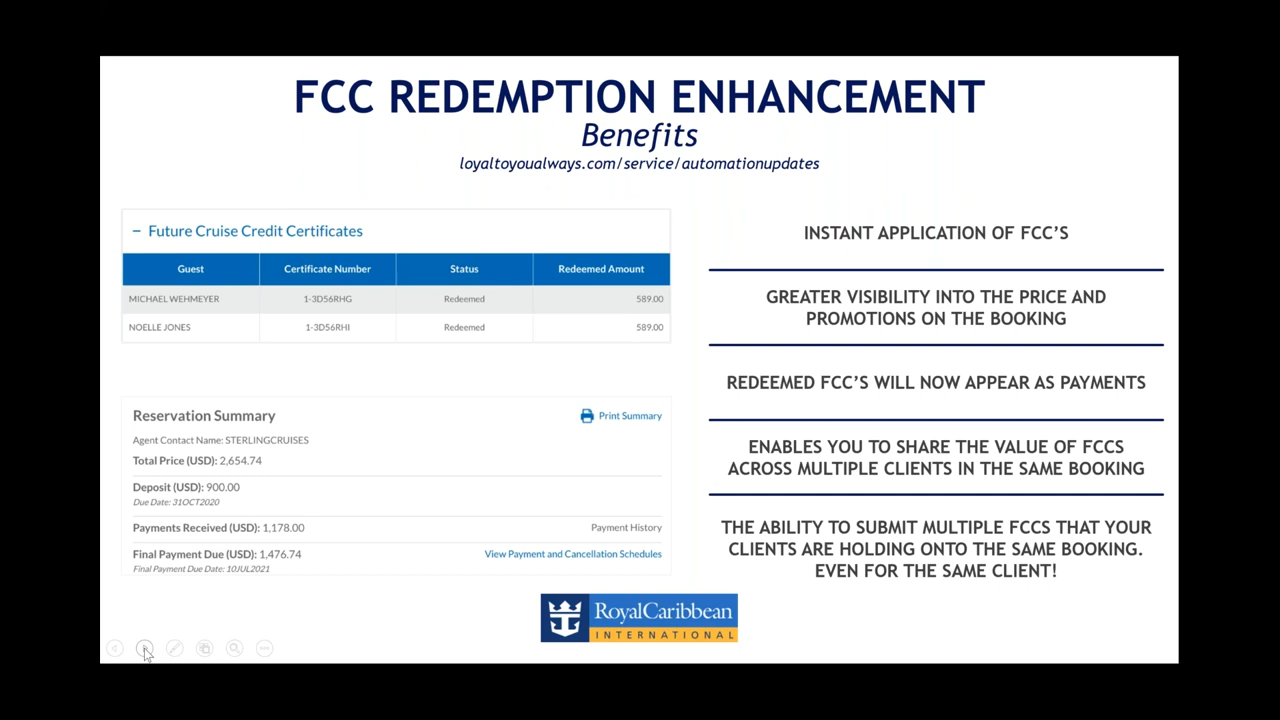 FCC REDEMPTION ENHANCEMENT
Benefits
loyaltoyoualways.com/service/automationupdates
− Future Cruise Credit Certificates
Guest Certificate Number Status Redeemed Amount
MICHAEL WEHMEYER 1-3D56RHG Redeemed 589.00
NOELLE JONES 1-3D56RHI Redeemed 589.00
Reservation Summary Print Summary
Agent Contact Name: STERLINGCRUISES
Total Price (USD): 2,654.74
Deposit (USD): 900.00
Due Date: 31OCT2020
Payments Received (USD): 1,178.00 Payment History
Final Payment Due (USD): 1,476.74 View Payment and Cancellation Schedules
Final Payment Due Date: 10JUL2021
INSTANT APPLICATION OF FCC’S
GREATER VISIBILITY INTO THE PRICE AND
PROMOTIONS ON THE BOOKING
REDEEMED FCC’S WILL NOW APPEAR AS PAYMENTS
ENABLES YOU TO SHARE THE VALUE OF FCCS
ACROSS MULTIPLE CLIENTS IN THE SAME BOOKING
THE ABILITY TO SUBMIT MULTIPLE FCCS THAT YOUR
CLIENTS ARE HOLDING ONTO THE SAME BOOKING.
EVEN FOR THE SAME CLIENT!
RoyalCaribbean
INTERNATIONAL